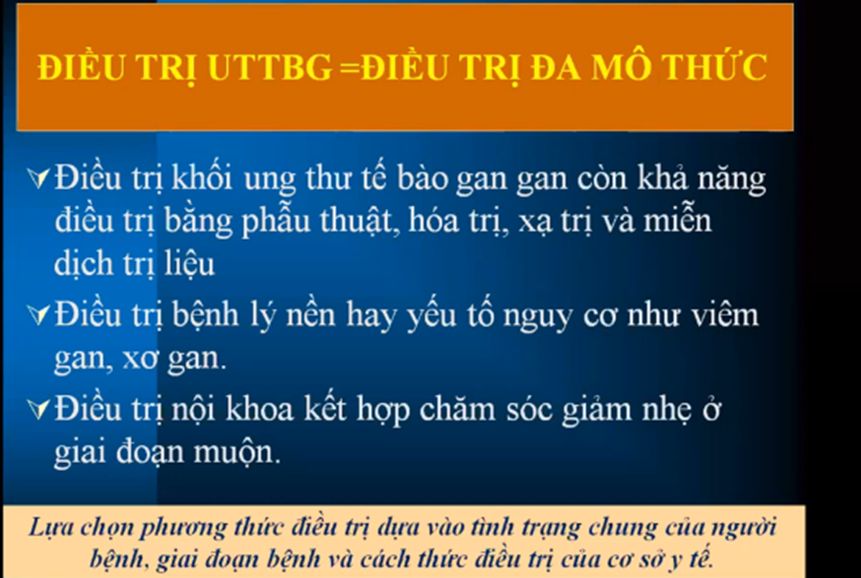 ĐIỀU TRỊ UTTBG =ĐIỀU TRỊ ĐA MÔ THỨC
Điều trị khối ung thư tế bào gan gan còn khả năng
điều trị bằng phẫu thuật, hóa trị, xạ trị và miễn
dịch trị liệu
Điều trị bệnh lý nền hay yếu tố nguy cơ như viêm
gan, xơ gan.
Điều trị nội khoa kết hợp chăm sóc giảm nhẹ ở
giai đoạn muộn.
Lựa chọn phương thức điều trị dựa vào tình trạng chung của người
bệnh, giai đoạn bệnh và cách thức điều trị của cơ sở y tế.